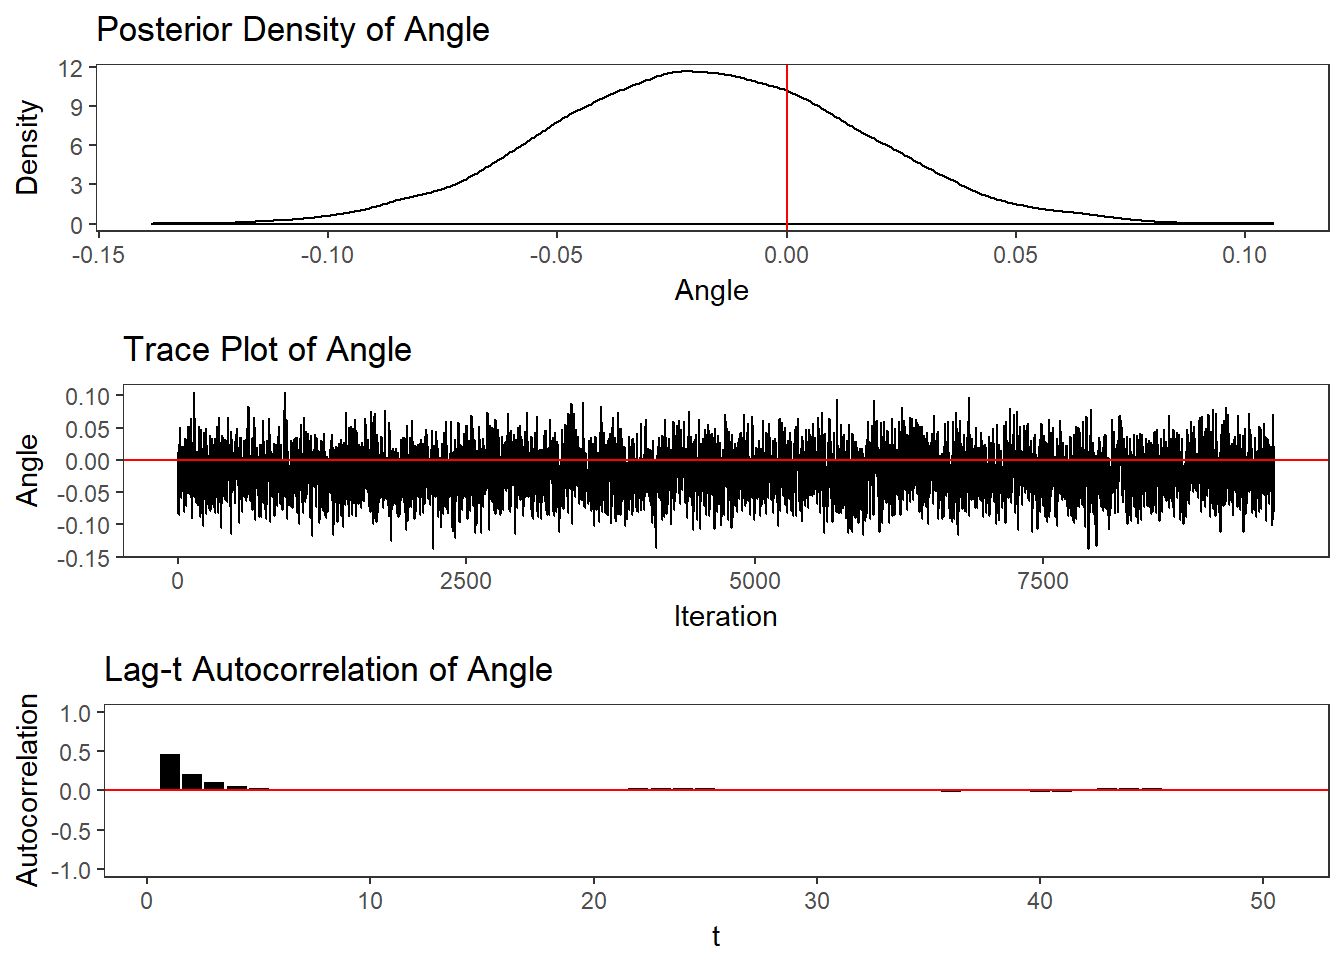 Posterior Density of Angle
Density
12
9
6
3
0
-0.15 -0.10 -0.05 0.00 0.05 0.10
Angle
Trace Plot of Angle
Angle
0.10
0.05
0.00
-0.05
-0.10
-0.15
0 2500 5000 7500
Iteration
Lag-t Autocorrelation of Angle
Autocorrelation
1.0
0.5
0.0
-0.5
-1.0
0 10 20 30 40 50
t